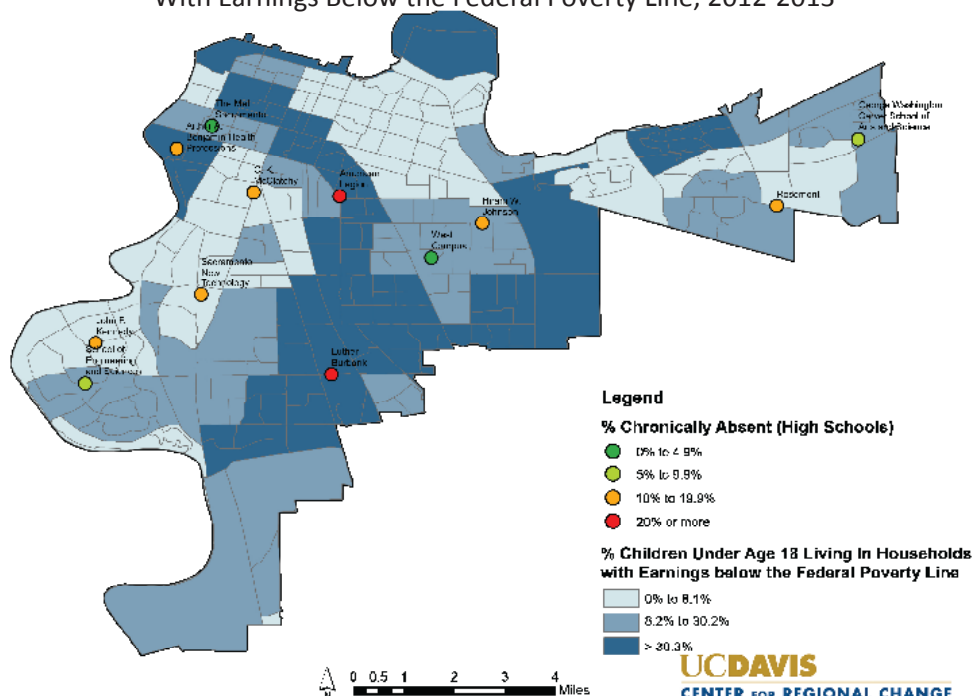 With Earnings Below the Federal Poverty Line, 2012-2013
The Met
Sacramento
Arthur A.
Benjamin Health
Professions
C. K.
McClatchy
American
Legion
Hiram W.
Johnson
West
Campus
Sacramento
New
Technology
John F.
Kennedy
School of
Engineering
and Sciences
Luther
Burbank
George Washington
Carver School of
Arts and Science
Rosemont
Legend
% Chronically Absent (High Schools)
0% to 4.9%
5% to 9.9%
10% to 19.9%
20% or more
% Children Under Age 18 Living In Households
with Earnings below the Federal Poverty Line
0% to 8.1%
8.2% to 30.2%
> 30.3%
N
0 0.5 1 2 3 4
Miles
UCDAVIS
CENTER FOR REGIONAL CHANGE